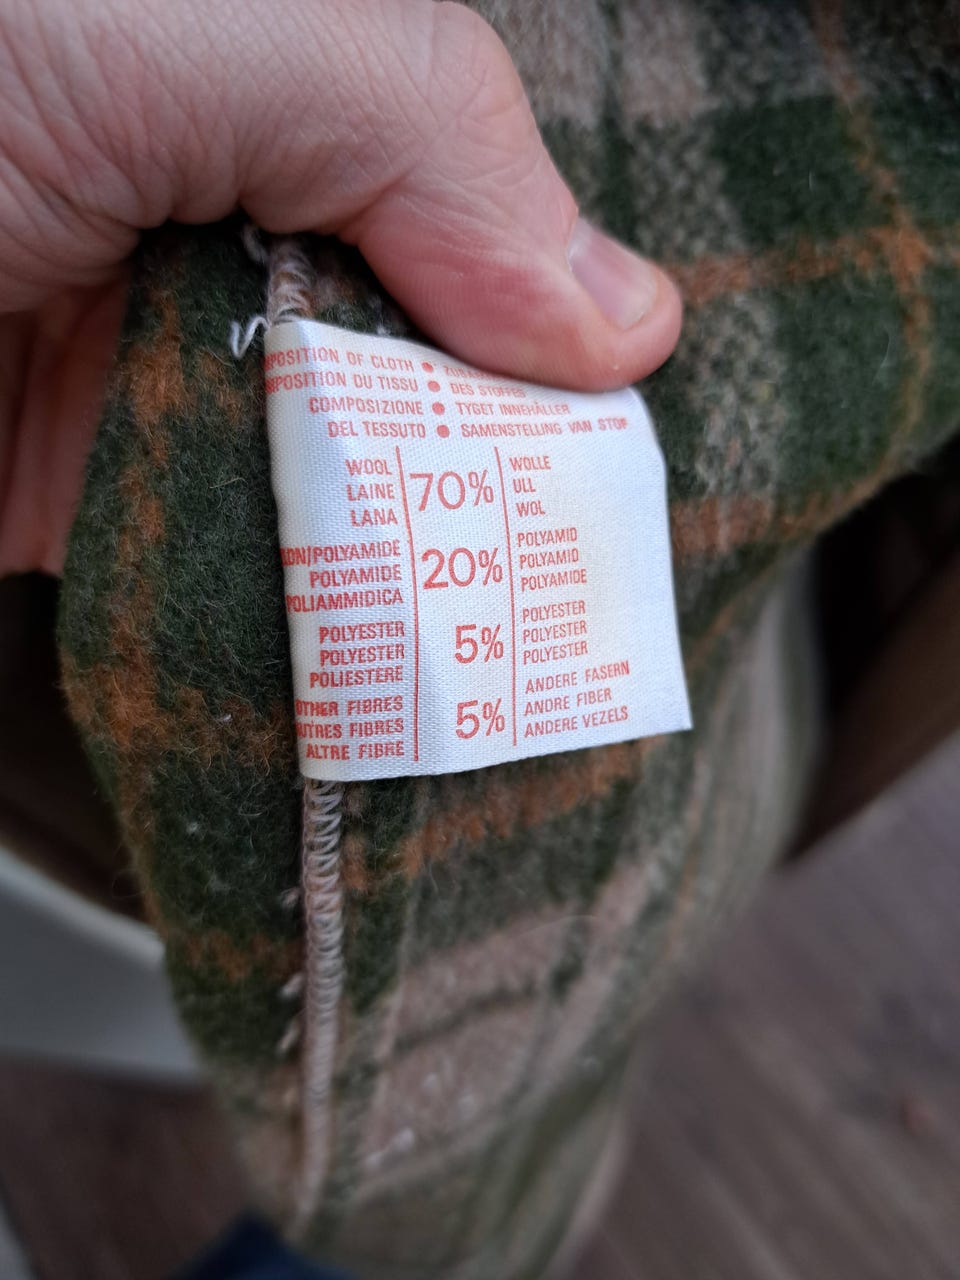 POSITION OF CLOTH ●
MPOSITION DU TISSU ● DES STOFFES
COMPOSIZIONE ● TYGET INNEHÅLLER
DEL TESSUTO ● SAMENSTELLING VAN STOF
WOOL
LAINE
LANA
70%
WOLLE
ULL
WOL
LON/POLYAMIDE
POLYAMIDE
POLIAMMIDICA
20%
POLYAMID
POLYAMID
POLYAMIDE
POLYESTER
POLYESTER
POLIESTERE
5%
POLYESTER
POLYESTER
POLYESTER
OTHER FIBRES
AUTRES FIBRES
ALTRE FIBRE
5%
ANDERE FASERN
ANDRE FIBER
ANDERE VEZELS